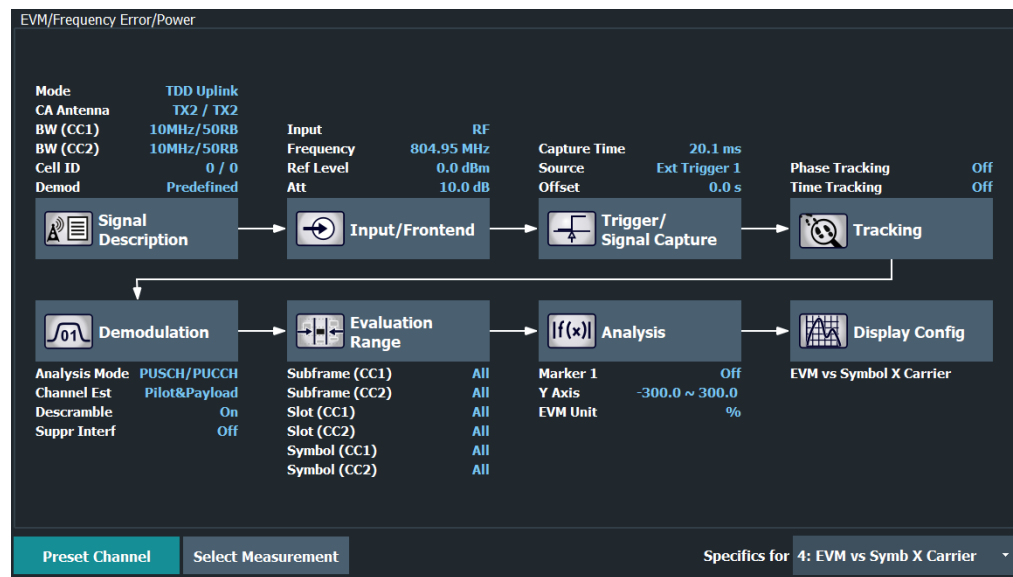 EVM/Frequency Error/Power
Mode TDD Uplink
CA Antenna TX2 / TX2
BW (CC1) 10MHz/50RB
BW (CC2) 10MHz/50RB
Cell ID 0 / 0
Demod Predefined
Input RF
Frequency 804.95 MHz
Ref Level 0.0 dBm
Att 10.0 dB
Capture Time 20.1 ms
Source Ext Trigger 1
Offset 0.0 s
Phase Tracking Off
Time Tracking Off
Signal
Description
Input/Frontend
Trigger/
Signal Capture
Tracking
01 Demodulation
Evaluation
Range
|f(x)| Analysis
Display Config
Analysis Mode PUSCH/PUCCH
Channel Est Pilot&Payload
Descramble On
Suppr Interf Off
Subframe (CC1) All
Subframe (CC2) All
Slot (CC1) All
Slot (CC2) All
Symbol (CC1) All
Symbol (CC2) All
Marker 1 Off
Y Axis -300.0 ~ 300.0
EVM Unit %
EVM vs Symbol X Carrier
Preset Channel
Select Measurement
Specifics for 4: EVM vs Symb X Carrier